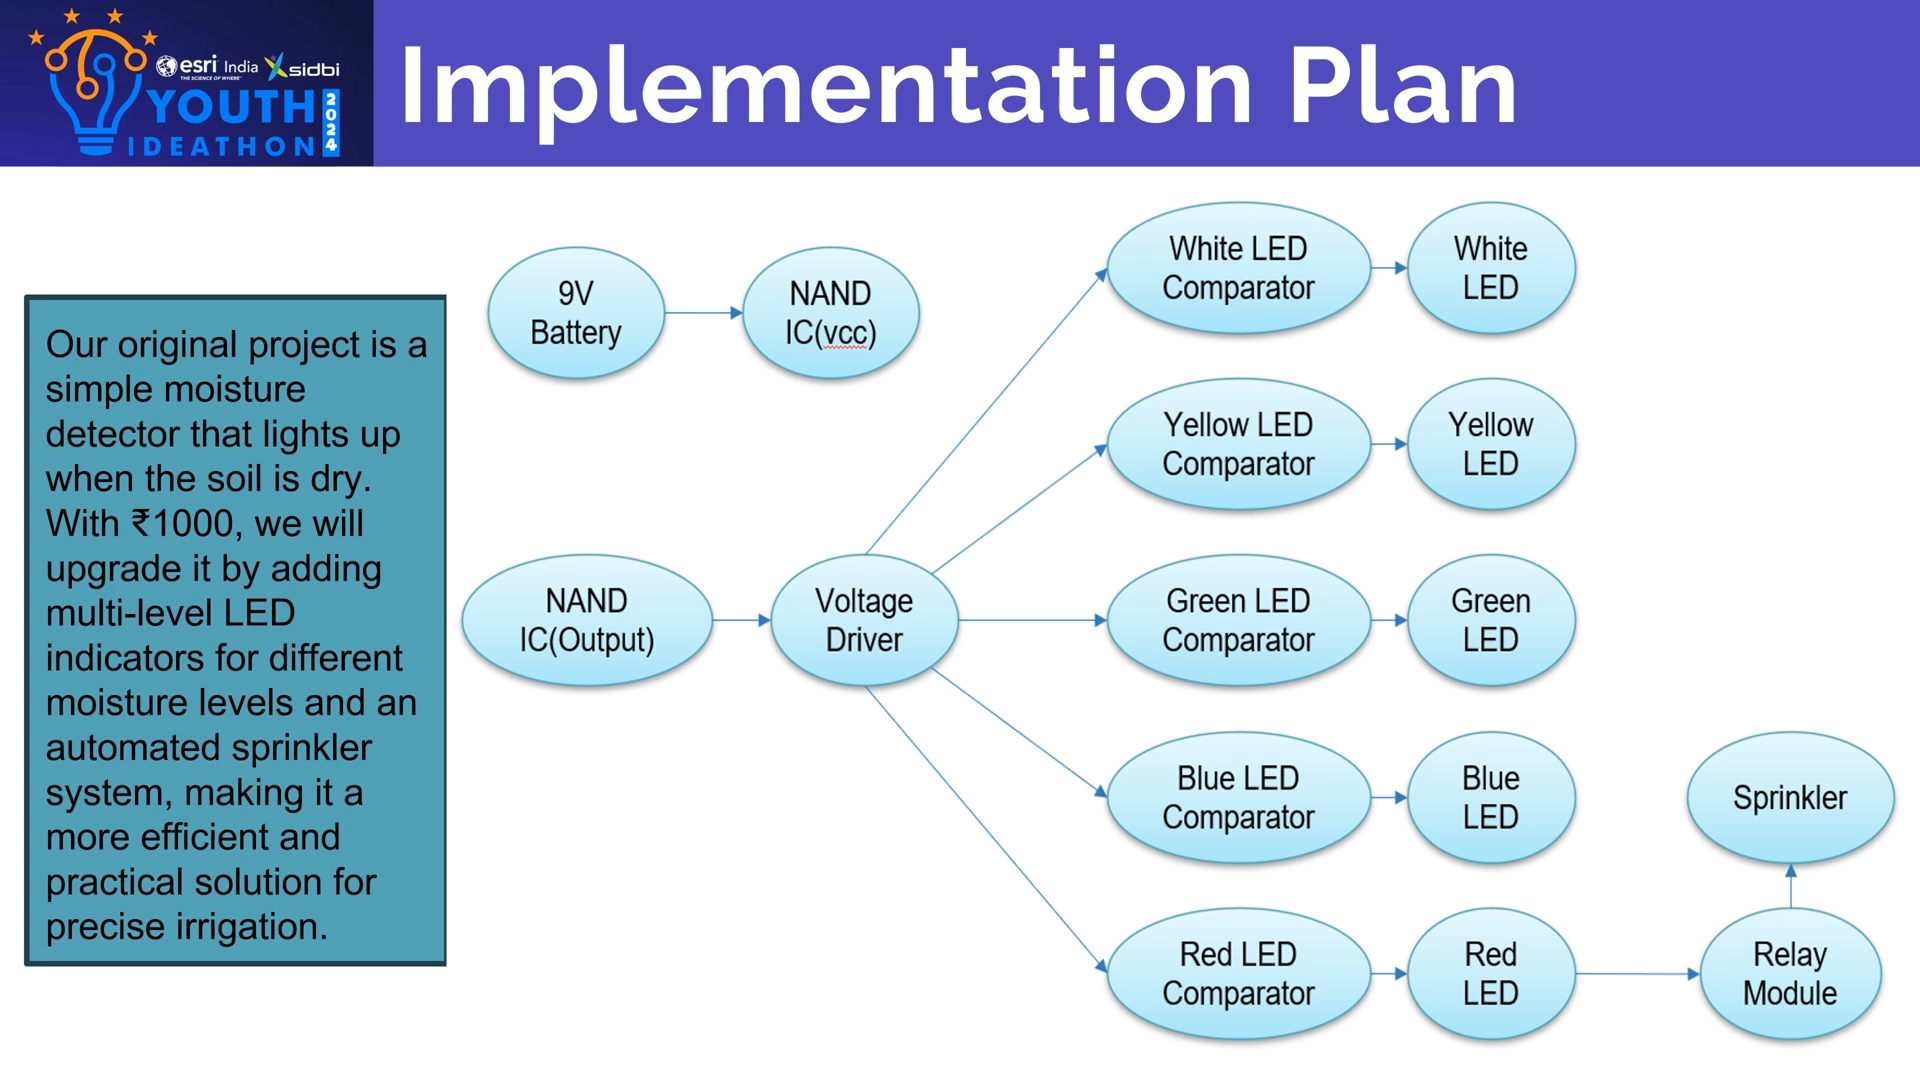 esri India
THE SCIENCE OF WHERE
sidbi
YOUTH
2024
IDEATHON
Implementation Plan
Our original project is a
simple moisture
detector that lights up
when the soil is dry.
With ₹1000, we will
upgrade it by adding
multi-level LED
indicators for different
moisture levels and an
automated sprinkler
system, making it a
more efficient and
practical solution for
precise irrigation.
9V
Battery
NAND
IC(vcc)
NAND
IC(Output)
Voltage
Driver
White LED
Comparator
White
LED
Yellow LED
Comparator
Yellow
LED
Green LED
Comparator
Green
LED
Blue LED
Comparator
Blue
LED
Red LED
Comparator
Red
LED
Relay
Module
Sprinkler